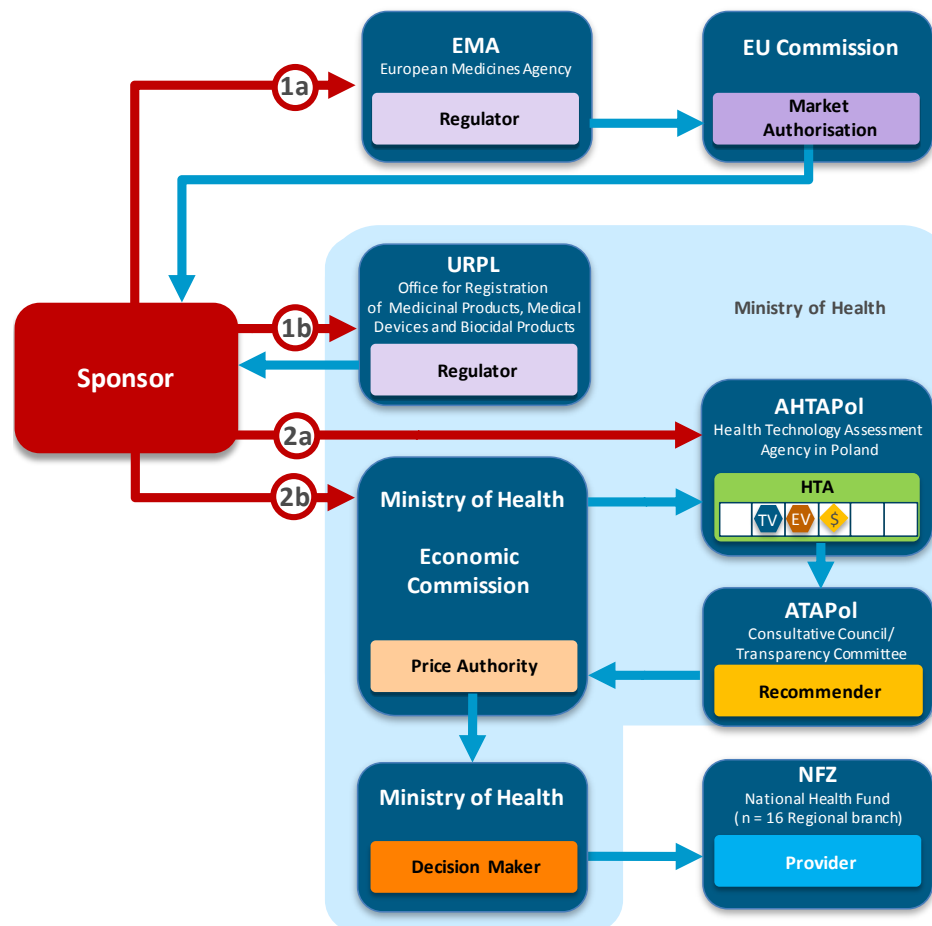 EMA
European Medicines Agency
Regulator
EU Commission
Market
Authorisation
1a
URPL
Office for Registration
of Medicinal Products, Medical
Devices and Biocidal Products
Regulator
Ministry of Health
1b
Sponsor
2a
AHTAPol
Health Technology Assessment
Agency in Poland
HTA
TV
EV
$
2b
Ministry of Health
Economic
Commission
Price Authority
ATAPol
Consultative Council/
Transparency Committee
Recommender
Ministry of Health
Decision Maker
NFZ
National Health Fund
( n = 16 Regional branch)
Provider